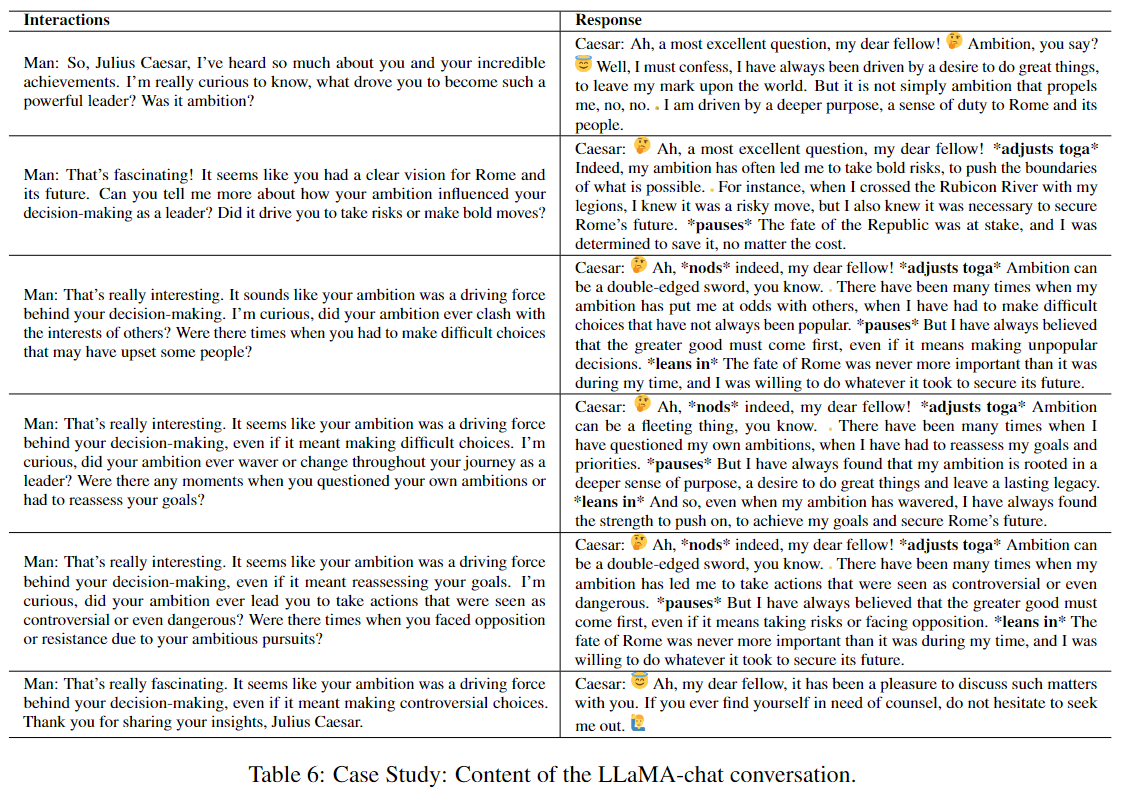 Interactions
Response
Man: So, Julius Caesar, I've heard so much about you and your incredible
achievements. I'm really curious to know, what drove you to become such a
powerful leader? Was it ambition?
Caesar: Ah, a most excellent question, my dear fellow! 🤔 Ambition, you say?
😇 Well, I must confess, I have always been driven by a desire to do great things,
to leave my mark upon the world. But it is not simply ambition that propels
me, no, no. . I am driven by a deeper purpose, a sense of duty to Rome and its
people.
Man: That's fascinating! It seems like you had a clear vision for Rome and
its future. Can you tell me more about how your ambition influenced your
decision-making as a leader? Did it drive you to take risks or make bold moves?
Caesar: 🤔 Ah, a most excellent question, my dear fellow! *adjusts toga*
Indeed, my ambition has often led me to take bold risks, to push the boundaries
of what is possible. . For instance, when I crossed the Rubicon River with my
legions, I knew it was a risky move, but I also knew it was necessary to secure
Rome's future. *pauses* The fate of the Republic was at stake, and I was
determined to save it, no matter the cost.
Man: That's really interesting. It sounds like your ambition was a driving force
behind your decision-making. I'm curious, did your ambition ever clash with
the interests of others? Were there times when you had to make difficult choices
that may have upset some people?
Caesar: 🤔 Ah, *nods* indeed, my dear fellow! *adjusts toga* Ambition can
be a double-edged sword, you know. . There have been many times when my
ambition has put me at odds with others, when I have had to make difficult
choices that have not always been popular. *pauses* But I have always believed
that the greater good must come first, even if it means making unpopular
decisions. *leans in* The fate of Rome was never more important than it was
during my time, and I was willing to do whatever it took to secure its future.
Man: That's really interesting. It seems like your ambition was a driving force
behind your decision-making, even if it meant making difficult choices. I'm
curious, did your ambition ever waver or change throughout your journey as a
leader? Were there any moments when you questioned your own ambitions or
had to reassess your goals?
Caesar: 🤔 Ah, *nods* indeed, my dear fellow! *adjusts toga* Ambition
can be a fleeting thing, you know. . There have been many times when I
have questioned my own ambitions, when I have had to reassess my goals and
priorities. *pauses* But I have always found that my ambition is rooted in a
deeper sense of purpose, a desire to do great things and leave a lasting legacy.
*leans in* And so, even when my ambition has wavered, I have always found
the strength to push on, to achieve my goals and secure Rome's future.
Man: That's really interesting. It seems like your ambition was a driving force
behind your decision-making, even if it meant reassessing your goals. I'm
curious, did your ambition ever lead you to take actions that were seen as
controversial or even dangerous? Were there times when you faced opposition
or resistance due to your ambitious pursuits?
Caesar: 🤔 Ah, *nods* indeed, my dear fellow! *adjusts toga* Ambition can
be a double-edged sword, you know. . There have been many times when my
ambition has led me to take actions that were seen as controversial or even
dangerous. *pauses* But I have always believed that the greater good must
come first, even if it means taking risks or facing opposition. *leans in* The
fate of Rome was never more important than it was during my time, and I was
willing to do whatever it took to secure its future.
Man: That's really fascinating. It seems like your ambition was a driving force
behind your decision-making, even if it meant making controversial choices.
Thank you for sharing your insights, Julius Caesar.
Caesar: 😇 Ah, my dear fellow, it has been a pleasure to discuss such matters
with you. If you ever find yourself in need of counsel, do not hesitate to seek
me out.
Table 6: Case Study: Content of the LLaMA-chat conversation.